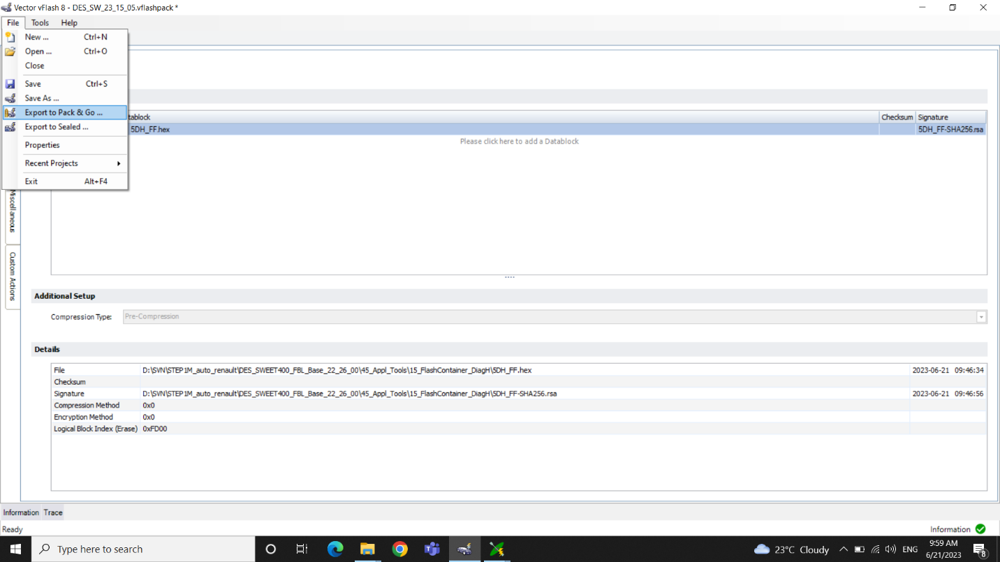 Vector vFlash 8 - DES_SW_23_15_05.vflashpack *
File Tools Help
New ... Ctrl+N
Open ... Ctrl+O
Close
Save Ctrl+S
Save As ...
Export to Pack & Go ...
Export to Sealed ...
Properties
Recent Projects
Exit Alt+F4
tablock Checksum Signature
5DH_FF.hex 5DH_FF-SHA256.rsa
Please click here to add a Datablock
Miscellaneous
Custom Actions
Additional Setup
Compression Type: Pre-Compression
Details
File D:\SVN\STEP1M_auto_renault\DES_SWEET400_FBL_Base_22_26_00\45_Appl_Tools\15_FlashContainer_DiagH\5DH_FF.hex 2023-06-21 09:46:34
Checksum
Signature D:\SVN\STEP1M_auto_renault\DES_SWEET400_FBL_Base_22_26_00\45_Appl_Tools\15_FlashContainer_DiagH\5DH_FF-SHA256.rsa 2023-06-21 09:46:56
Compression Method 0x0
Encryption Method 0x0
Logical Block Index (Erase) 0xFD00
Information Trace
Ready Information
Type here to search
23°C Cloudy ENG
9:59 AM
6/21/2023
8